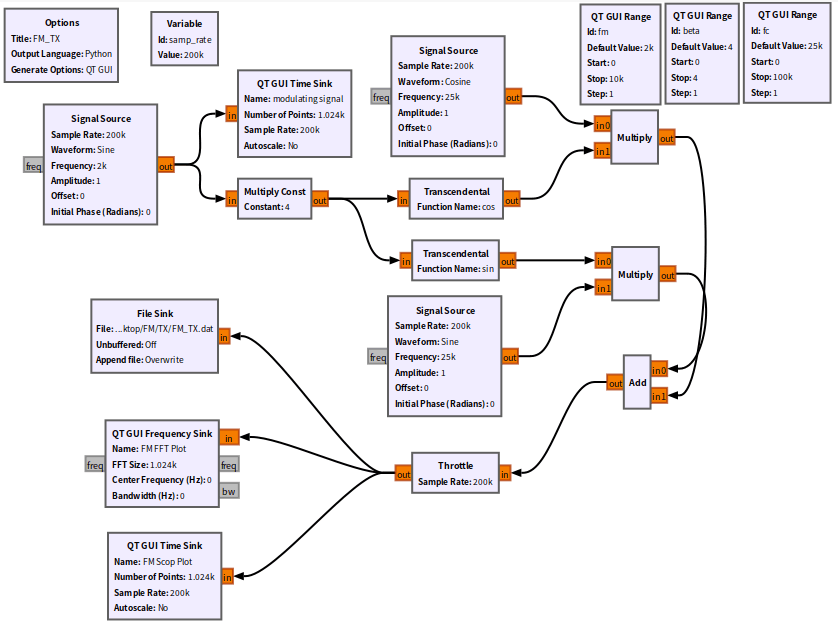 Options
Title: FM_TX
Output Language: Python
Generate Options: QT GUI
Variable
Id: samp_rate
Value: 200k
QT GUI Range
Id: fm
Default Value: 2k
Start: 0
Stop: 10k
Step: 1
QT GUI Range
Id: beta
Default Value: 4
Start: 0
Stop: 4
Step: 1
QT GUI Range
Id: fc
Default Value: 25k
Start: 0
Stop: 100k
Step: 1
Signal Source
Sample Rate: 200k
Waveform: Cosine
Frequency: 25k
Amplitude: 1
Offset: 0
Initial Phase (Radians): 0
freq
out
QT GUI Time Sink
Name: modulating signal
Number of Points: 1.024k
Sample Rate: 200k
Autoscale: No
in
Signal Source
Sample Rate: 200k
Waveform: Sine
Frequency: 2k
Amplitude: 1
Offset: 0
Initial Phase (Radians): 0
freq
out
in0
in1
Multiply
out
in
Multiply Const
Constant: 4
out
in
Transcendental
Function Name: cos
out
in
Transcendental
Function Name: sin
out
in0
in1
Multiply
out
Signal Source
Sample Rate: 200k
Waveform: Sine
Frequency: 25k
Amplitude: 1
Offset: 0
Initial Phase (Radians): 0
freq
out
File Sink
File: ...ktop/FM/TX/FM_TX.dat
Unbuffered: Off
Append file: Overwrite
in
out
Add
in0
in1
QT GUI Frequency Sink
Name: FM FFT Plot
FFT Size: 1.024k
Center Frequency (Hz): 0
Bandwidth (Hz): 0
freq
in
freq
bw
out
Throttle
Sample Rate: 200k
in
QT GUI Time Sink
Name: FM Scop Plot
Number of Points: 1.024k
Sample Rate: 200k
Autoscale: No
in